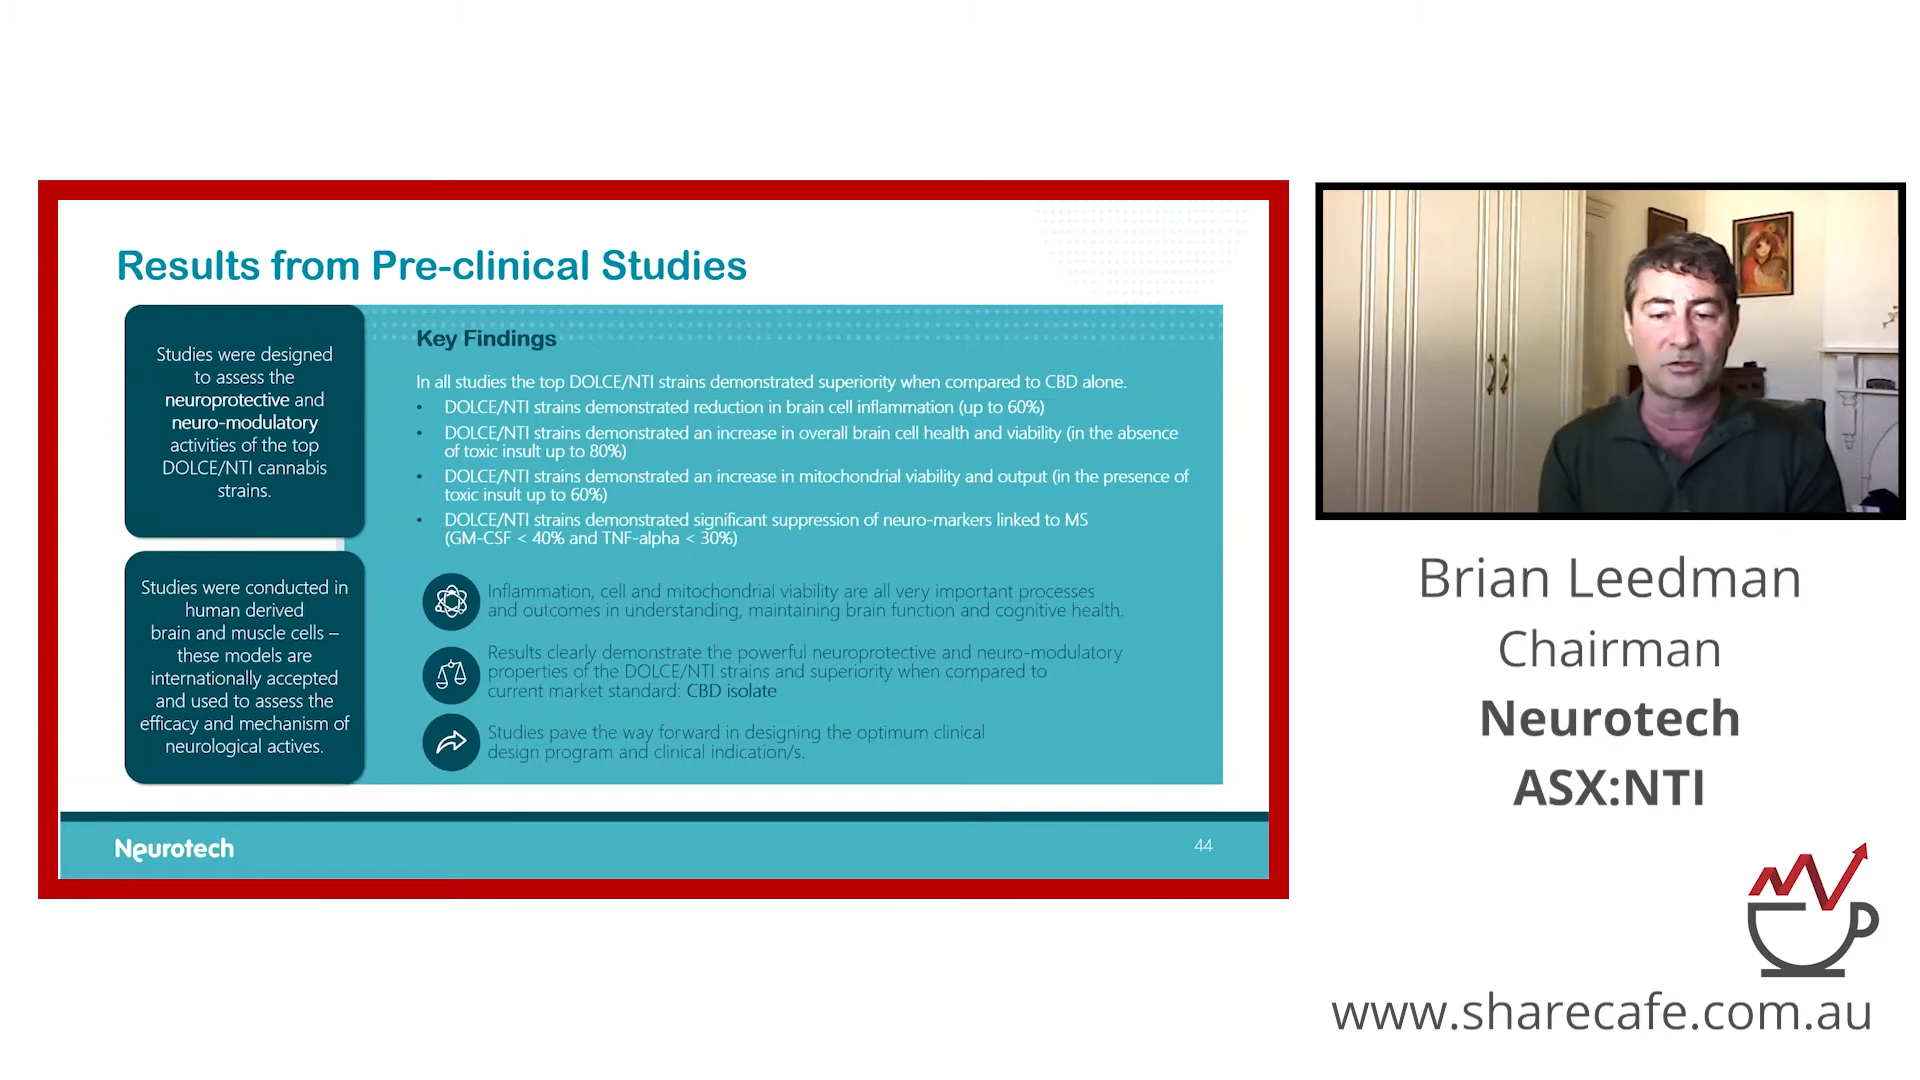 Results from Pre-clinical Studies
Studies were designed
to assess the
neuroprotective and
neuro-modulatory
activities of the top
DOLCE/NTI cannabis
strains.
Studies were conducted in
human derived
brain and muscle cells –
these models are
internationally accepted
and used to assess the
efficacy and mechanism of
neurological actives.
Key Findings
In all studies the top DOLCE/NTI strains demonstrated superiority when compared to CBD alone.
• DOLCE/NTI strains demonstrated reduction in brain cell inflammation (up to 60%)
• DOLCE/NTI strains demonstrated an increase in overall brain cell health and viability (in the absence
of toxic insult up to 80%)
• DOLCE/NTI strains demonstrated an increase in mitochondrial viability and output (in the presence of
toxic insult up to 60%)
• DOLCE/NTI strains demonstrated significant suppression of neuro-markers linked to MS
(GM-CSF < 40% and TNF-alpha < 30%)
Inflammation, cell and mitochondrial viability are all very important processes
and outcomes in understanding, maintaining brain function and cognitive health.
Results clearly demonstrate the powerful neuroprotective and neuro-modulatory
properties of the DOLCE/NTI strains and superiority when compared to
current market standard: CBD isolate
Studies pave the way forward in designing the optimum clinical
design program and clinical indication/s.
Neurotech
44
Brian Leedman
Chairman
Neurotech
ASX:NTI
www.sharecafe.com.au